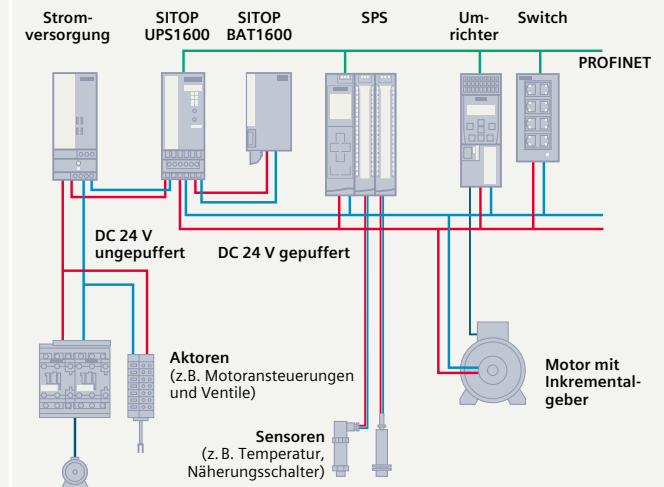 Strom-
versorgung
SITOP
UPS1600
SITOP
BAT1600
SPS
Um-
richter
Switch
PROFINET
DC 24 V
ungepuffert
DC 24 V gepuffert
Aktoren
(z.B. Motoransteuerungen
und Ventile)
Sensoren
(z. B. Temperatur,
Näherungsschalter)
Motor mit
Inkremental-
geber